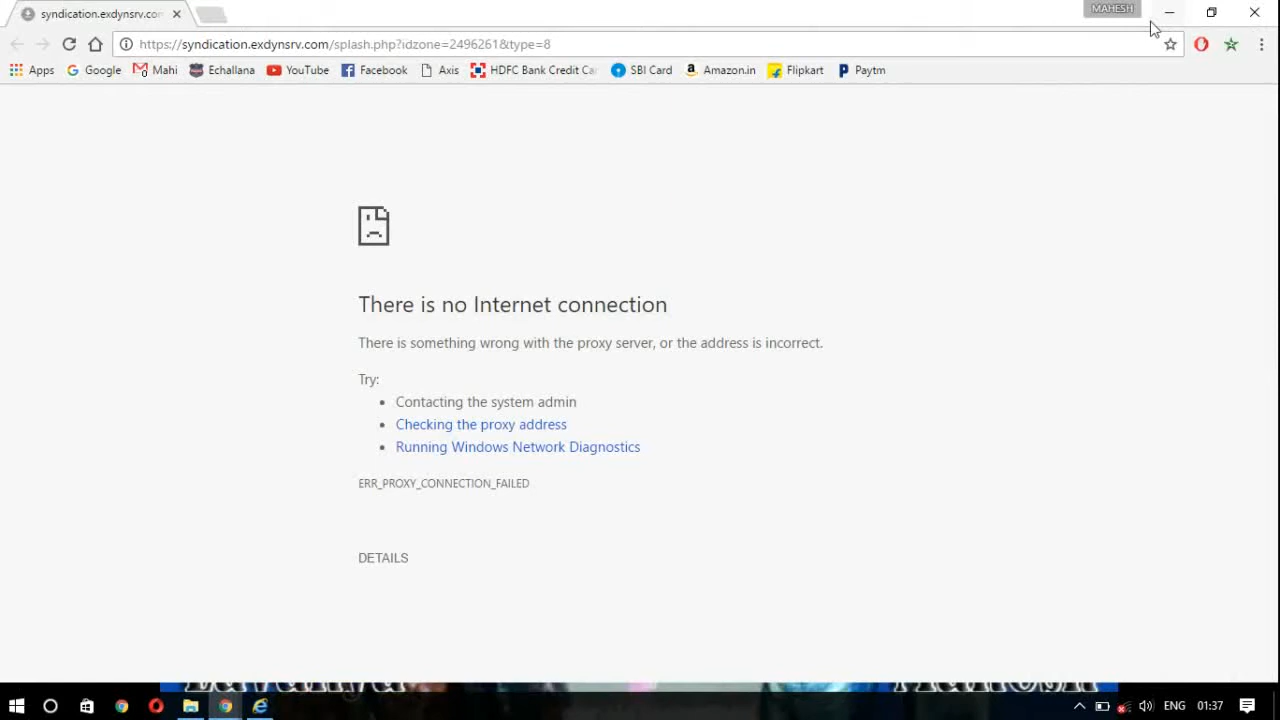 syndication.exdynsrv.com
MAHESH
https://syndication.exdynsrv.com/splash.php?idzone=2496261&type=8
Apps Google Mahi Echallana YouTube Facebook Axis HDFC Bank Credit Ca SBI Card Amazon.in Flipkart Paytm
There is no Internet connection
There is something wrong with the proxy server, or the address is incorrect.
Try:
• Contacting the system admin
• Checking the proxy address
• Running Windows Network Diagnostics
ERR_PROXY_CONNECTION_FAILED
DETAILS
ENG 01:37